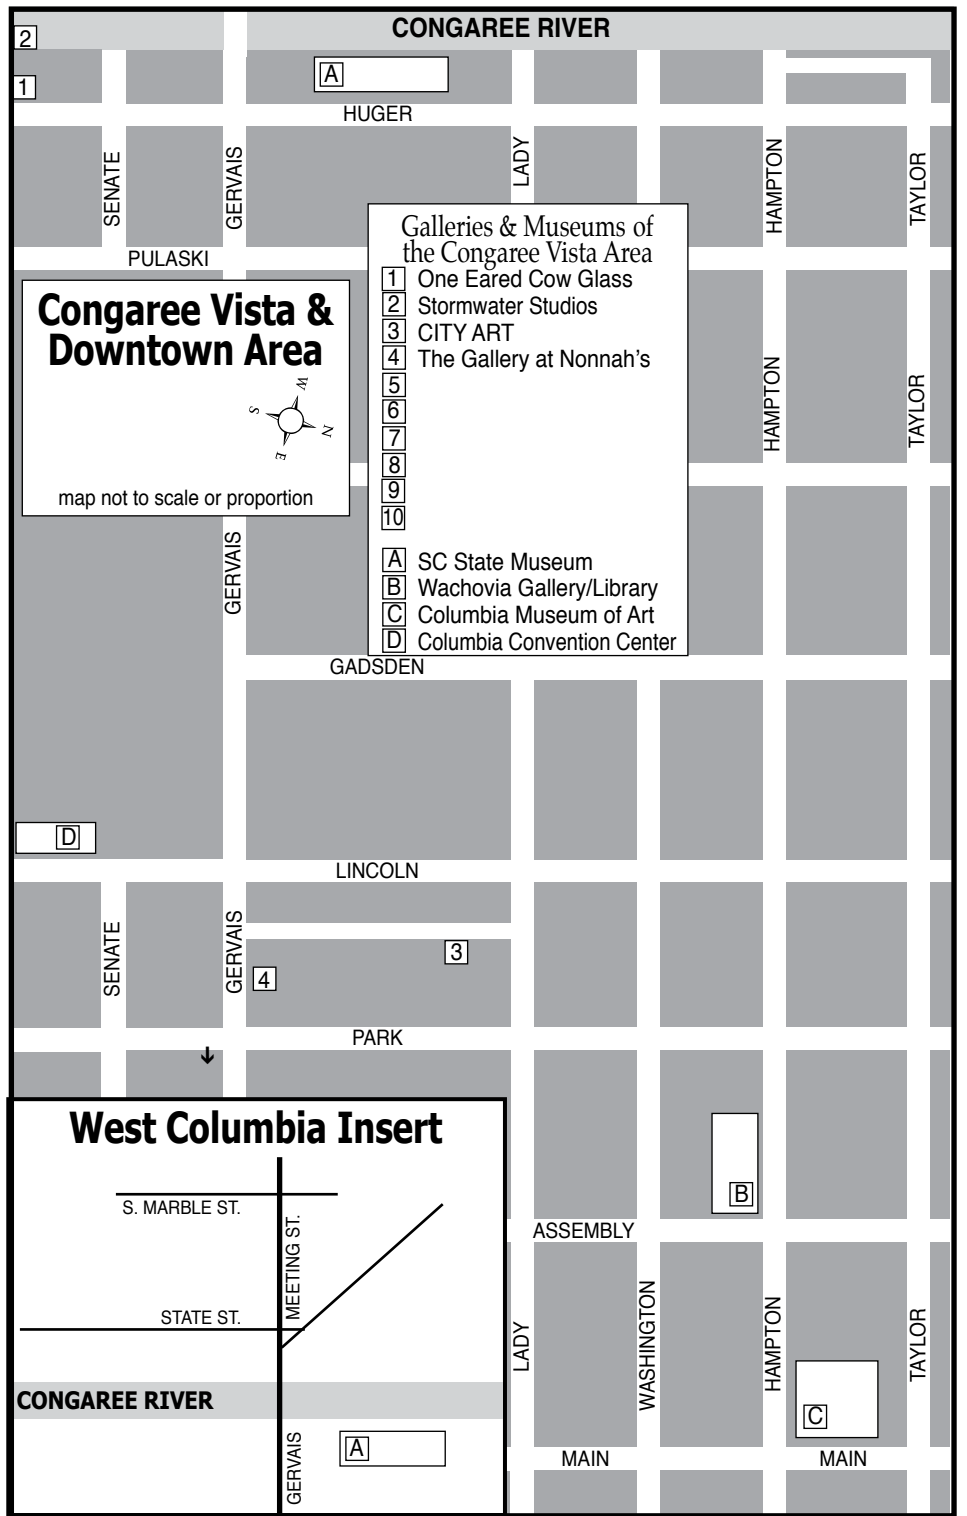 CONGAREE RIVER
2
1
A
HUGER
SENATE
GERVAIS
LADY
HAMPTON
TAYLOR
PULASKI
Galleries & Museums of
the Congaree Vista Area
1 One Eared Cow Glass
2 Stormwater Studios
3 CITY ART
4 The Gallery at Nonnah's
5
6
7
8
9
10
A SC State Museum
B Wachovia Gallery/Library
C Columbia Museum of Art
D Columbia Convention Center
Congaree Vista &
Downtown Area
W
S
N
E
map not to scale or proportion
HAMPTON
TAYLOR
GERVAIS
GADSDEN
D
LINCOLN
SENATE
GERVAIS
3
4
PARK
West Columbia Insert
S. MARBLE ST.
MEETING ST.
STATE ST.
CONGAREE RIVER
A
GERVAIS
B
ASSEMBLY
LADY
WASHINGTON
HAMPTON
TAYLOR
C
MAIN
MAIN